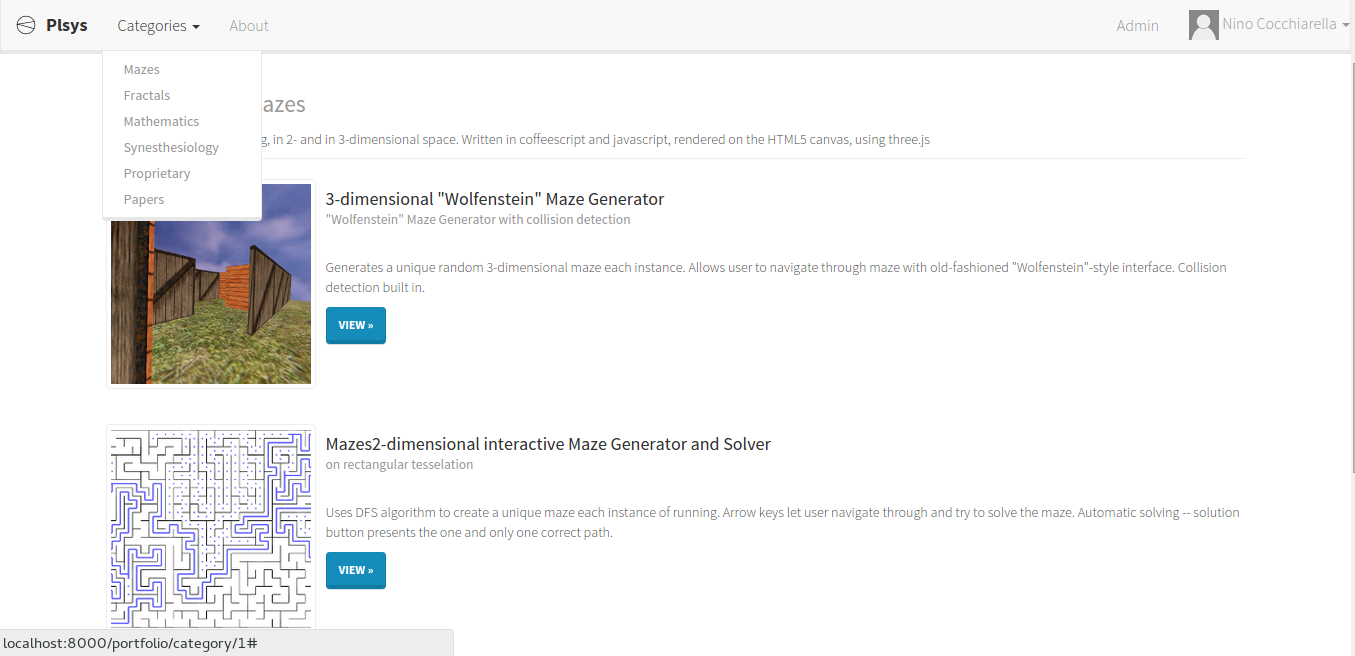 Plsys Categories About Admin Nino Cocchiarella
Mazes
Fractals
Mathematics
Synesthesiology
Proprietary
Papers
azes
g, in 2- and in 3-dimensional space. Written in coffeescript and javascript, rendered on the HTML5 canvas, using three.js
3-dimensional "Wolfenstein" Maze Generator
"Wolfenstein" Maze Generator with collision detection
Generates a unique random 3-dimensional maze each instance. Allows user to navigate through maze with old-fashioned "Wolfenstein"-style interface. Collision
detection built in.
VIEW »
Mazes2-dimensional interactive Maze Generator and Solver
on rectangular tesselation
Uses DFS algorithm to create a unique maze each instance of running. Arrow keys let user navigate through and try to solve the maze. Automatic solving -- solution
button presents the one and only one correct path.
VIEW »
localhost:8000/portfolio/category/1#